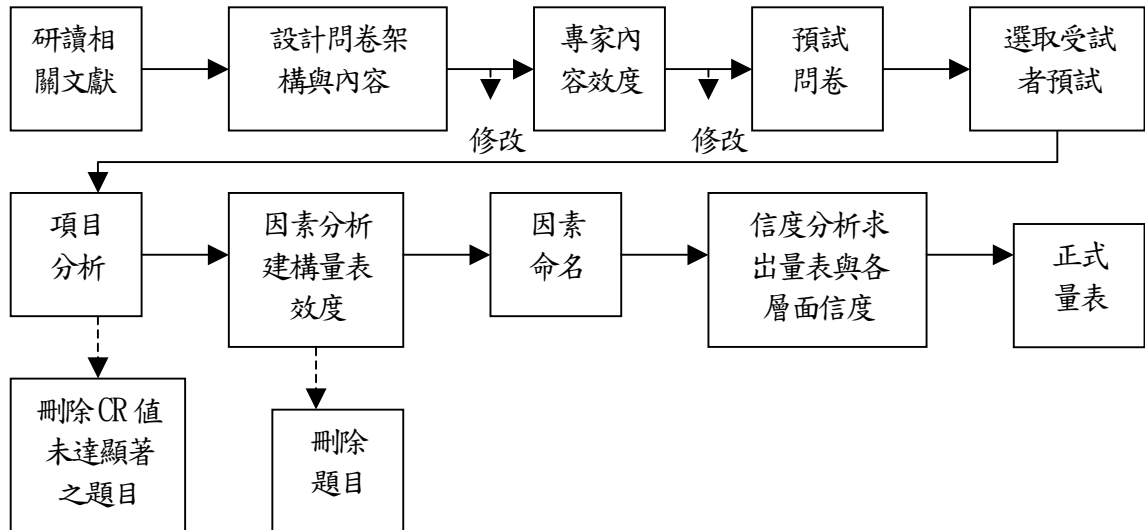 研讀相
關文獻
設計問卷架
構與內容
專家內
容效度
預試
問卷
選取受試
者預試
修改
修改
項目
分析
因素分析
建構量表
效度
因素
命名
信度分析求
出量表與各
層面信度
正式
量表
刪除CR值
未達顯著
之題目
刪除
題目